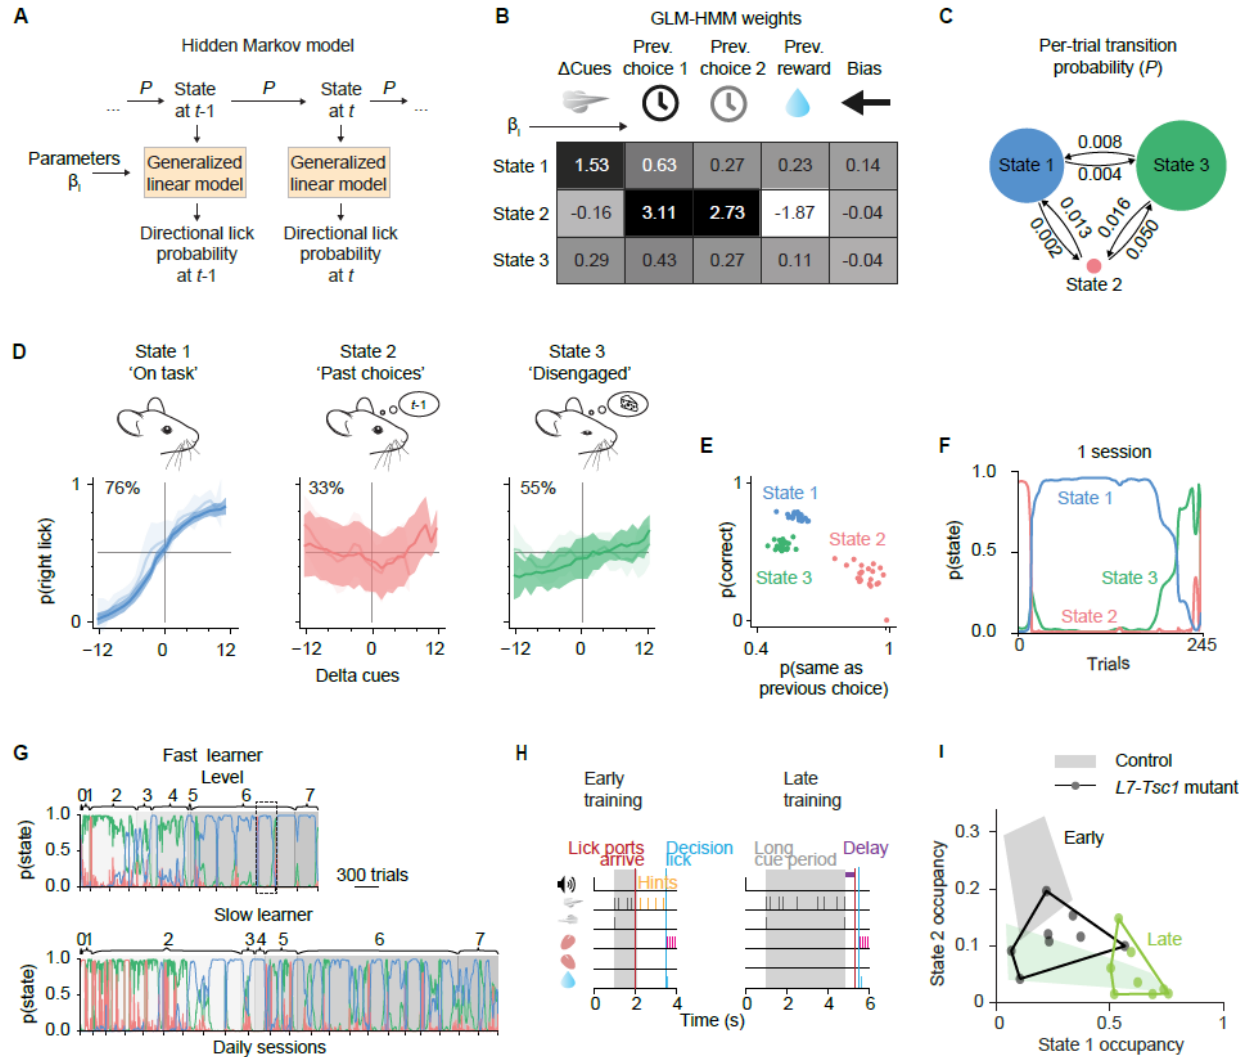 A
Hidden Markov model
P
P
P
...
State
at t-1
State
at t
...
Parameters
βl
Generalized
linear model
Generalized
linear model
Directional lick
probability
at t-1
Directional lick
probability
at t
B
GLM-HMM weights
ΔCues
Prev.
choice 1
Prev.
choice 2
Prev.
reward
Bias
βl
State 1 1.53 0.63 0.27 0.23 0.14
State 2 -0.16 3.11 2.73 -1.87 -0.04
State 3 0.29 0.43 0.27 0.11 -0.04
C
Per-trial transition
probability (P)
State 1
State 3
0.008
0.004
0.002
0.013
0.016
0.050
State 2
D
State 1
'On task'
State 2
'Past choices'
t-1
State 3
'Disengaged'
p(right lick)
1
0
76%
33%
55%
−12 0 12
−12 0 12
−12 0 12
Delta cues
E
p(correct)
1
0
State 1
State 2
State 3
0.4 1
p(same as
previous choice)
F
1 session
p(state)
1.0
0.5
0.0
State 1
State 3
State 2
0 245
Trials
G
Fast learner
Level
0 1 2 3 4 5 6 7
p(state)
1.0
0.5
0.0
300 trials
Slow learner
0 1 2 3 4 5 6 7
p(state)
1.0
0.5
0.0
Daily sessions
H
Early
training
Late
training
Lick ports
arrive
Decision
lick
Hints
Long
cue period
Delay
0 2 4
0 2 4 6
Time (s)
I
Control
L7-Tsc1 mutant
State 2 occupancy
0.3
0.2
0.1
0
Early
Late
0.5
1
State 1 occupancy